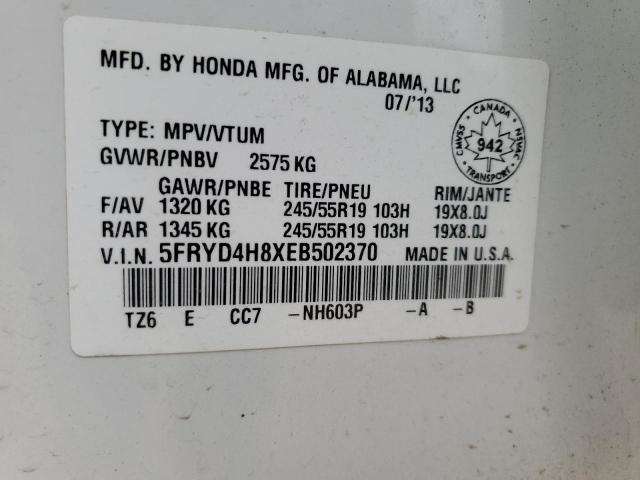 MFD. BY HONDA MFG. OF ALABAMA, LLC
07/'13
CANADA
CMVSS
NSVAC
942
TRANSPORT
TYPE: MPV/VTUM
GVWR/PNBV 2575 KG
GAWR/PNBE TIRE/PNEU RIM/JANTE
F/AV 1320 KG 245/55R19 103H 19X8.0J
R/AR 1345 KG 245/55R19 103H 19X8.0J
V.I.N. 5FRYD4H8XEB502370 MADE IN U.S.A.
TZ6 E CC7 -NH603P -A -B